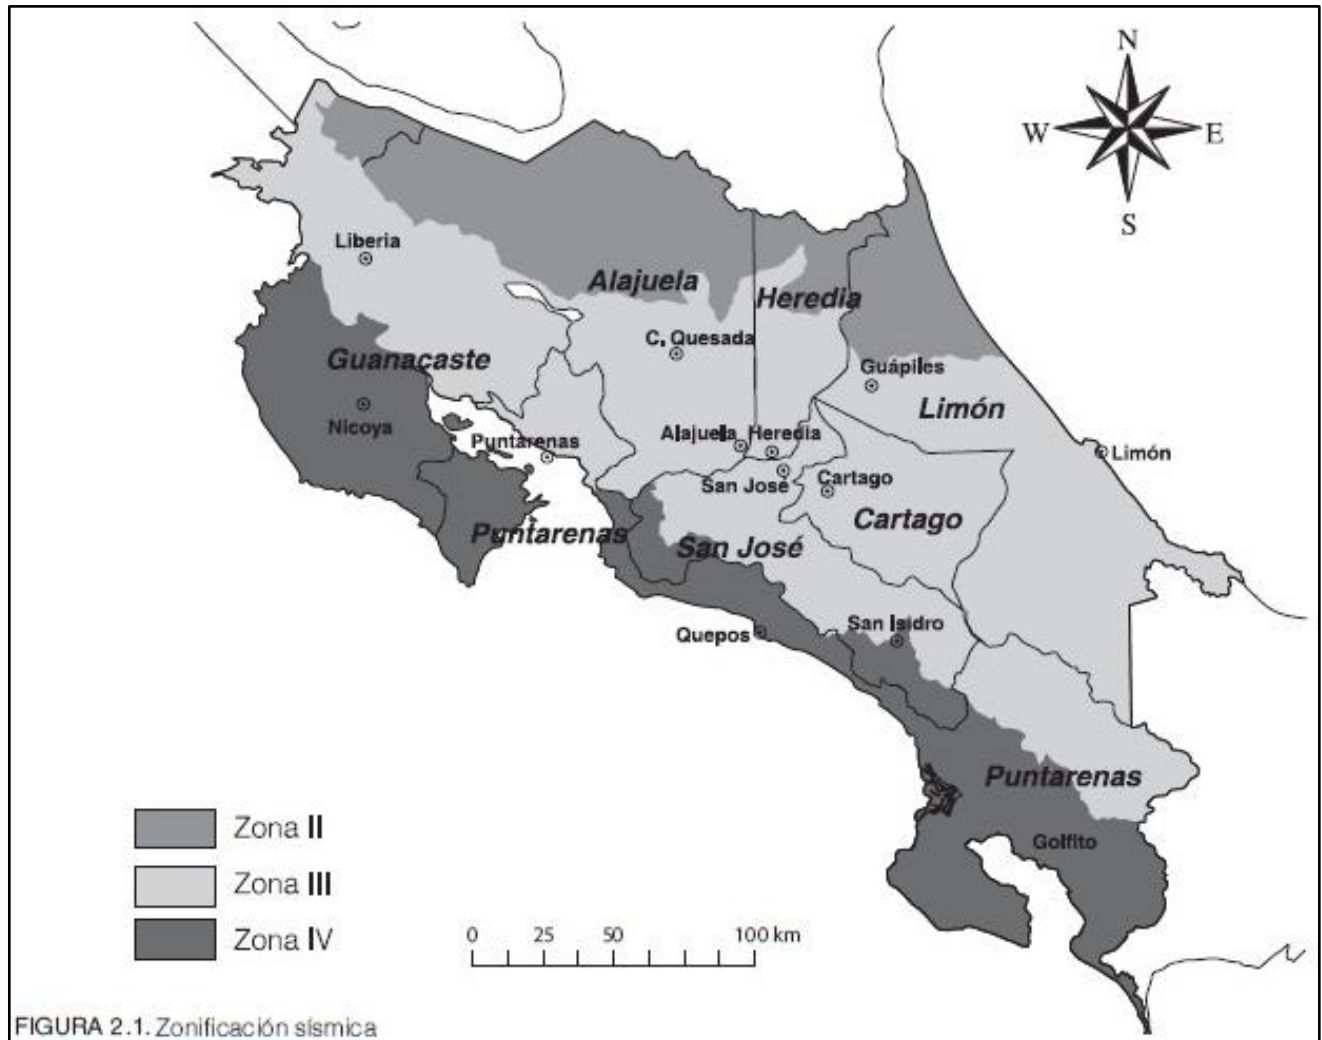 N
W E
S
Liberia
Alajuela
Heredia
C. Quesada
Guanacaste
Guápiles
Limón
Nicoya
Puntarenas
Alajuela Heredia
Limón
San José
Cartago
Cartago
Puntarenas
San José
Quepos
San Isidro
Puntarenas
Golfito
Zona II
Zona III
Zona IV
0 25 50 100 km
FIGURA 2.1. Zonificación sísmica